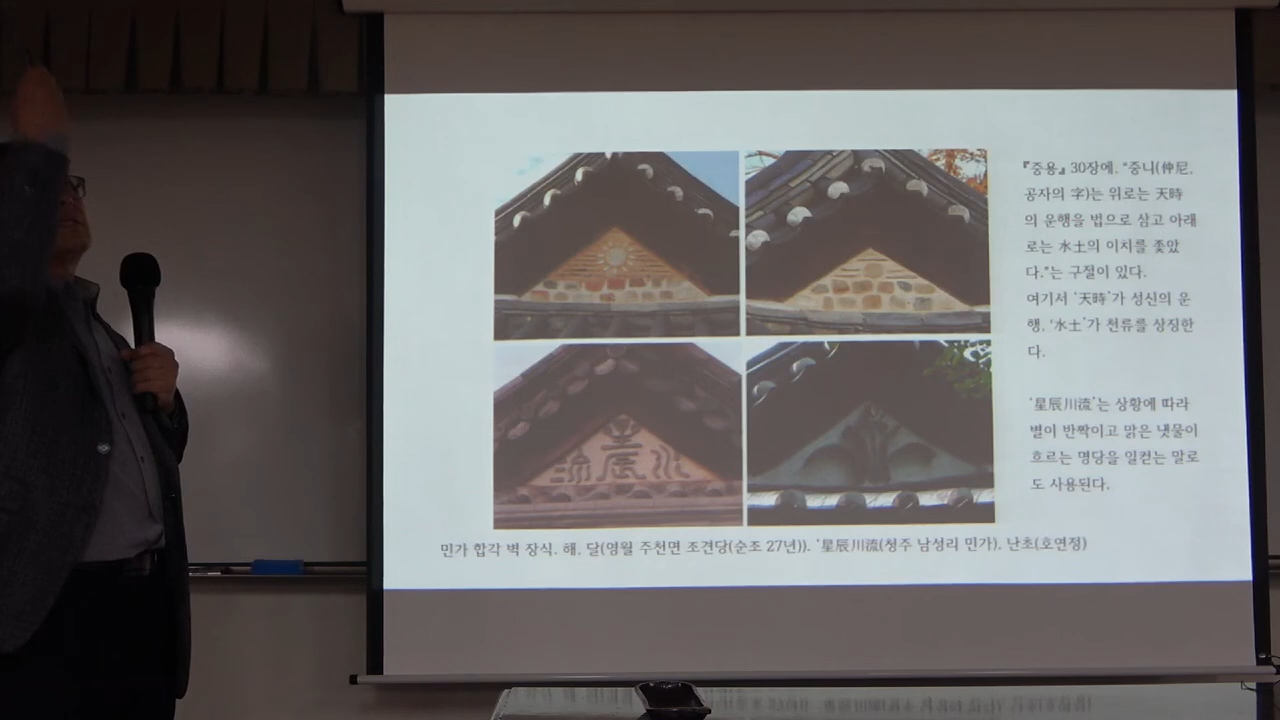 『중용』 30장에, "중니(仲尼,
공자의 字)는 위로는 天時
의 운행을 법으로 삼고 아래
로는 水土의 이치를 좇았
다."는 구절이 있다.
여기서 '天時'가 성신의 운
행, '水土'가 천류를 상징한
다.
'星辰川流'는 상황에 따라
별이 반짝이고 맑은 냇물이
흐르는 명당을 일컫는 말로
도 사용된다.
星
流 辰 川
민가 합각 벽 장식. 해, 달(영월 주천면 조견당(순조 27년)). '星辰川流(청주 남성리 민가). 난초(호연정)